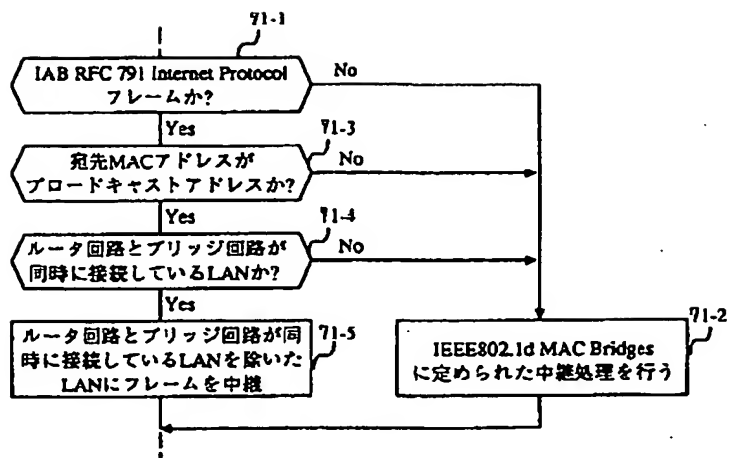 71-1
IAB RFC 791 Internet Protocol
フレームか?
No
Yes
71-3
宛先MACアドレスが
ブロードキャストアドレスか?
No
Yes
71-4
ルータ回路とブリッジ回路が
同時に接続しているLANか?
No
Yes
ルータ回路とブリッジ回路が同
時に接続しているLANを除いた
LANにフレームを中継
71-5
71-2
IEEE802.1d MAC Bridges
に定められた中継処理を行う